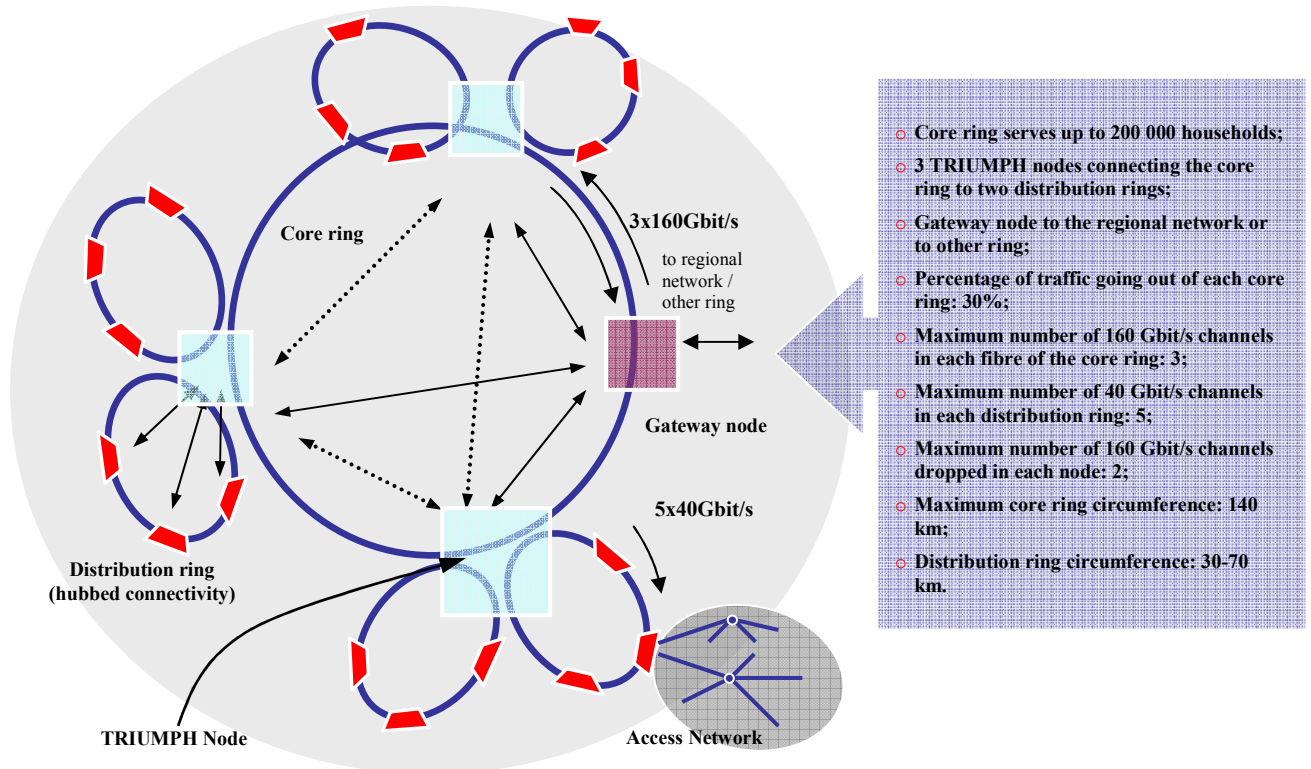 Core ring
3x160Gbit/s
to regional
network /
other ring
Gateway node
5x40Gbit/s
Distribution ring
(hubbed connectivity)
TRIUMPH Node
Access Network
Core ring serves up to 200 000 households;
3 TRIUMPH nodes connecting the core
ring to two distribution rings;
Gateway node to the regional network or
to other ring;
Percentage of traffic going out of each core
ring: 30%;
Maximum number of 160 Gbit/s channels
in each fibre of the core ring: 3;
Maximum number of 40 Gbit/s channels
in each distribution ring: 5;
Maximum number of 160 Gbit/s channels
dropped in each node: 2;
Maximum core ring circumference: 140
km;
Distribution ring circumference: 30-70
km.